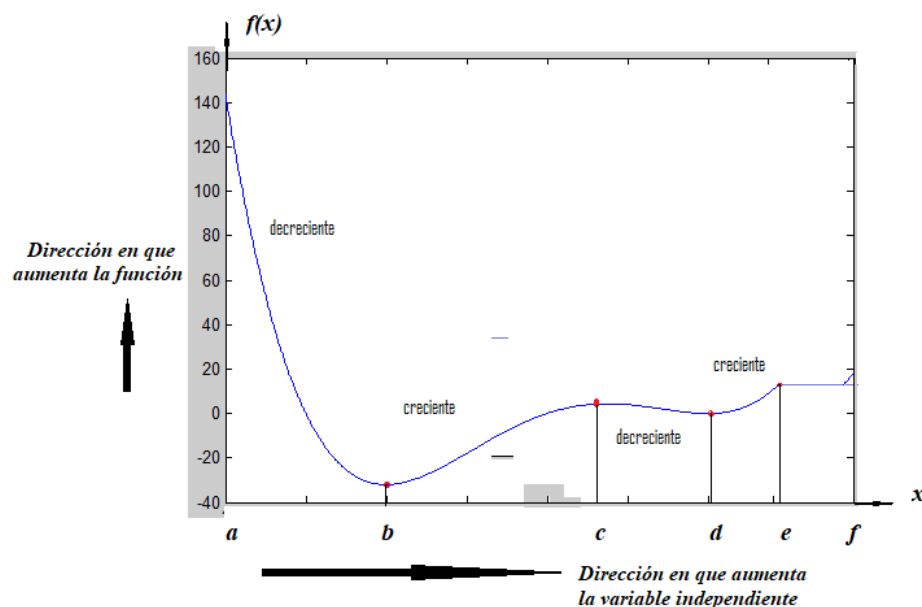 f(x)
160
140
120
100
80
60
40
20
0
-20
-40
decreciente
Dirección en que
aumenta la función
creciente
creciente
decreciente
x
a b c d e f
Dirección en que aumenta
la variable independiente